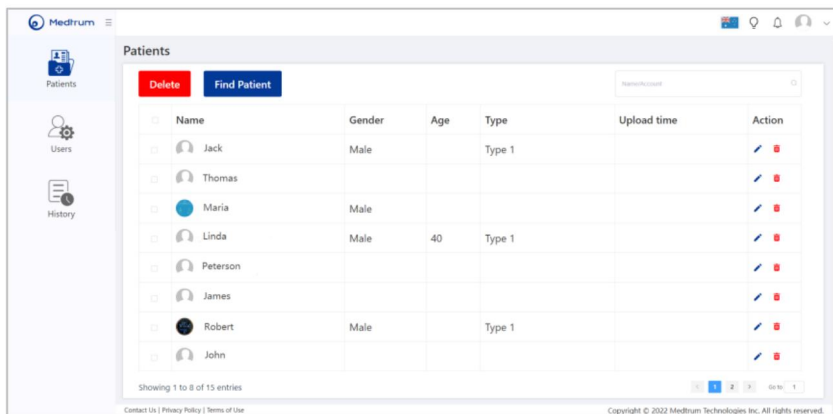 Medtrum
Patients
Users
History
Patients
Delete Find Patient Name/Account
Name Gender Age Type Upload time Action
Jack Male Type 1
Thomas
Maria Male
Linda Male 40 Type 1
Peterson
James
Robert Male Type 1
John
Showing 1 to 8 of 15 entries < 1 2 > Go to 1
Contact Us | Privacy Policy | Terms of Use Copyright © 2022 Medtrum Technologies Inc. All rights reserved.